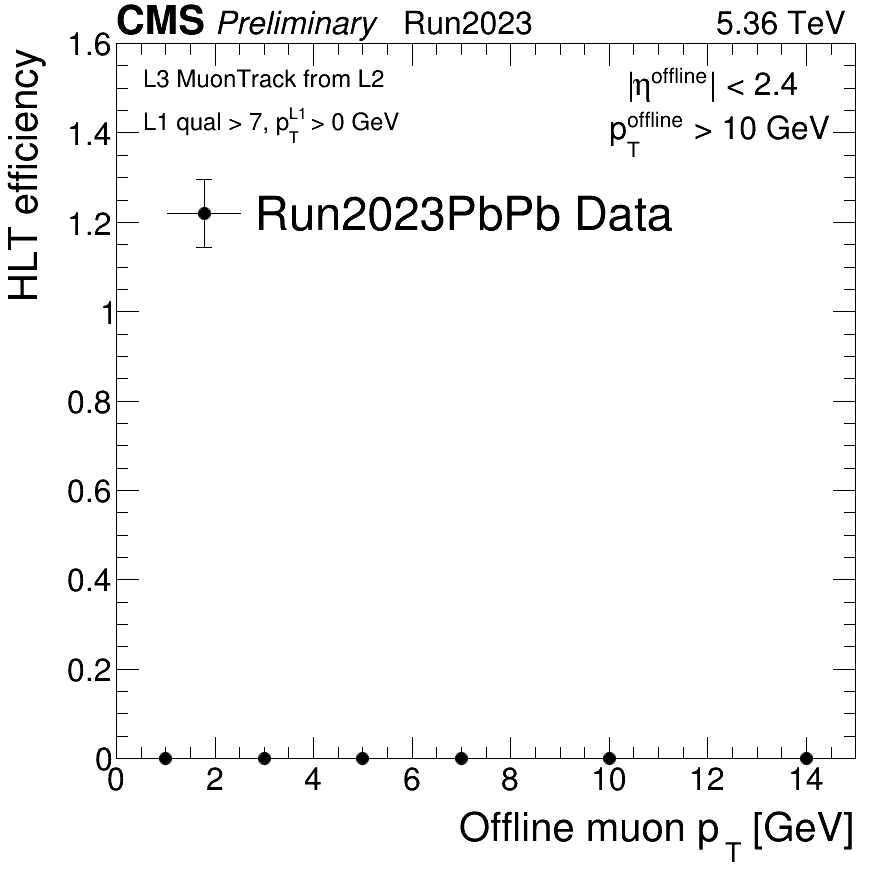 CMS Preliminary Run2023 5.36 TeV
L3 MuonTrack from L2
|η^offline| < 2.4
L1 qual > 7, p_T^L1 > 0 GeV
p_T^offline > 10 GeV
Run2023PbPb Data
HLT efficiency
1.6
1.4
1.2
1
0.8
0.6
0.4
0.2
0
0 2 4 6 8 10 12 14
Offline muon p_T [GeV]